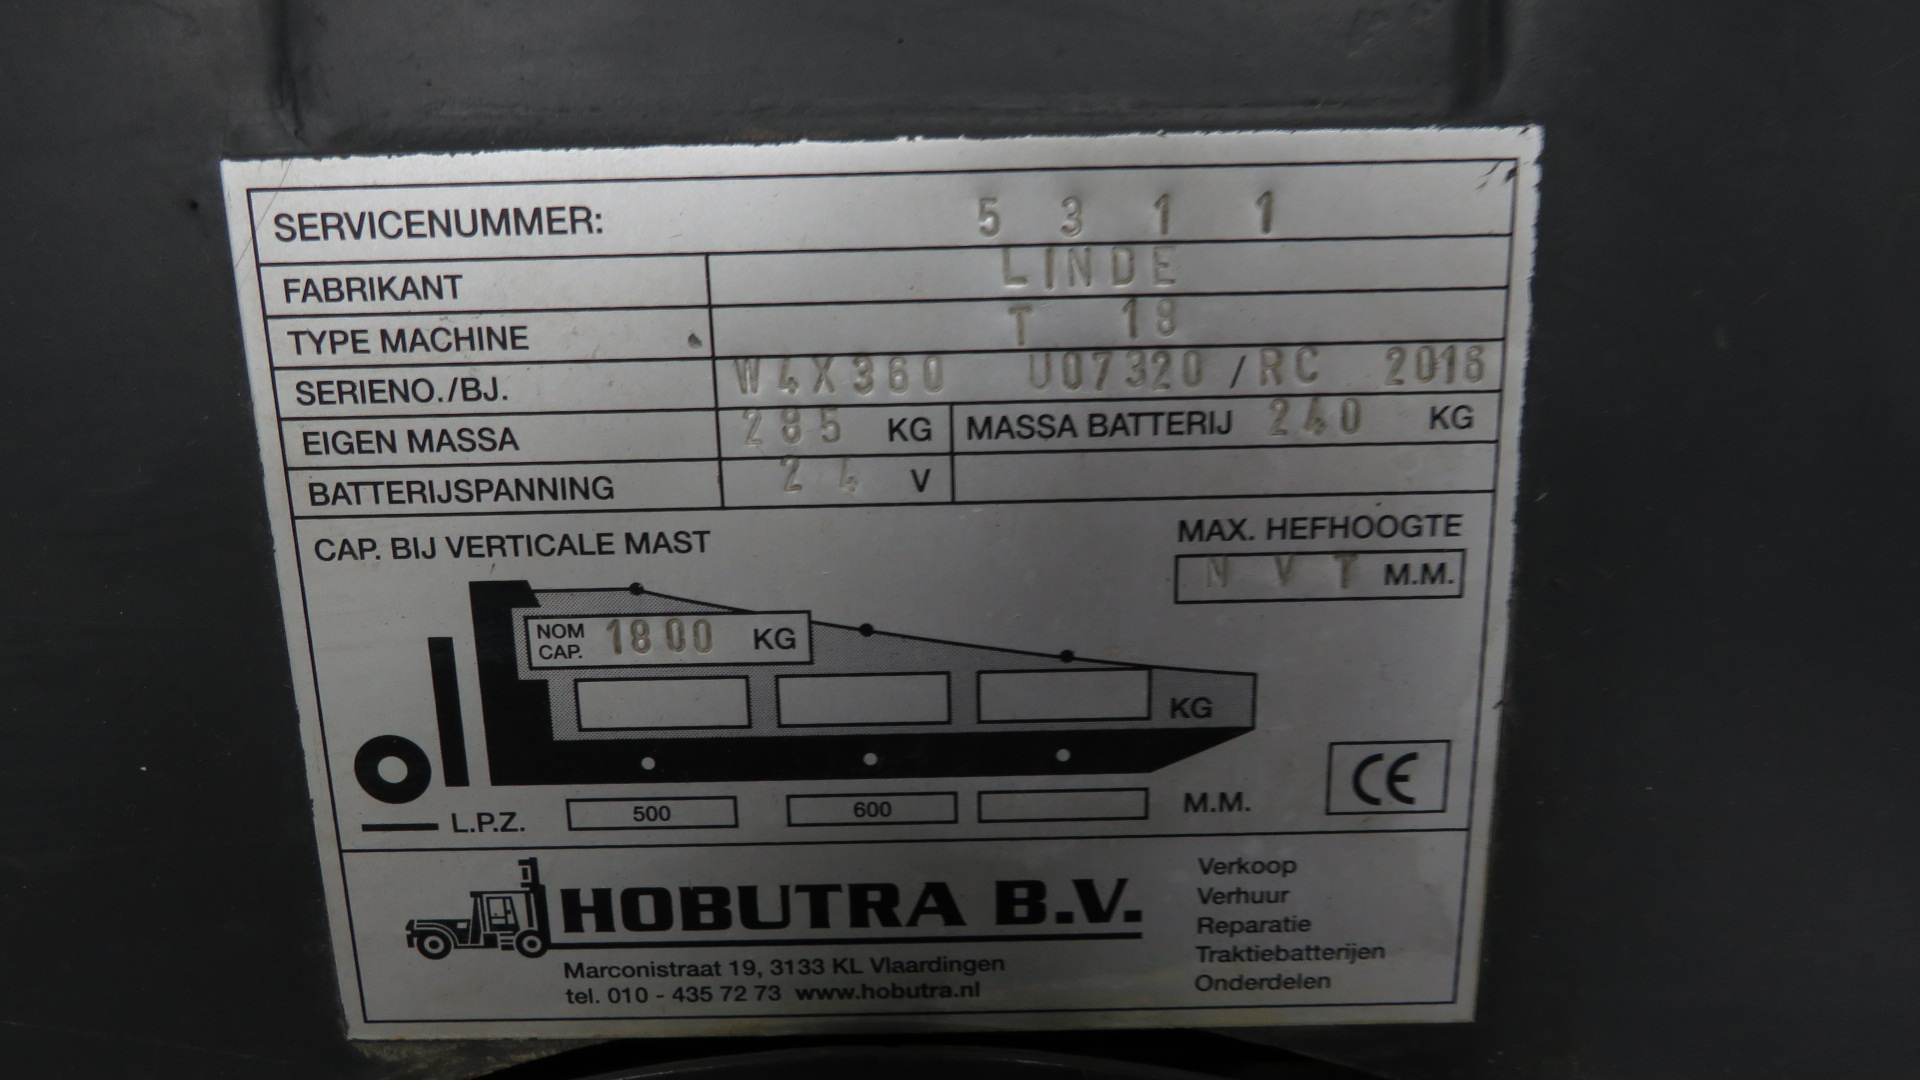 SERVICENUMMER: 5 3 1 1
FABRIKANT LINDE
TYPE MACHINE T 18
SERIENO./BJ. W4X360 U07320 /RC 2016
EIGEN MASSA 285 KG MASSA BATTERIJ 240 KG
BATTERIJSPANNING 24 V
CAP. BIJ VERTICALE MAST
MAX. HEFHOOGTE
N V T M.M.
NOM CAP. 1800 KG
KG
L.P.Z. 500 600 M.M.
CE
HOBUTRA B.V.
Marconistraat 19, 3133 KL Vlaardingen
tel. 010 - 435 72 73 www.hobutra.nl
Verkoop
Verhuur
Reparatie
Traktiebatterijen
Onderdelen